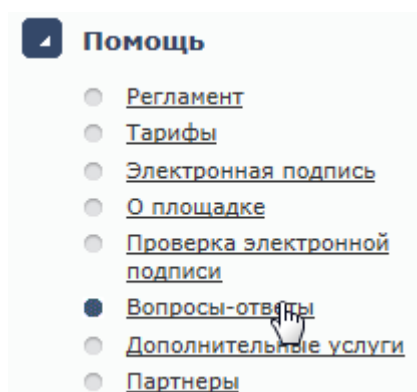 Помощь
Регламент
Тарифы
Электронная подпись
О площадке
Проверка электронной
подписи
Вопросы-ответы
Дополнительные услуги
Партнеры